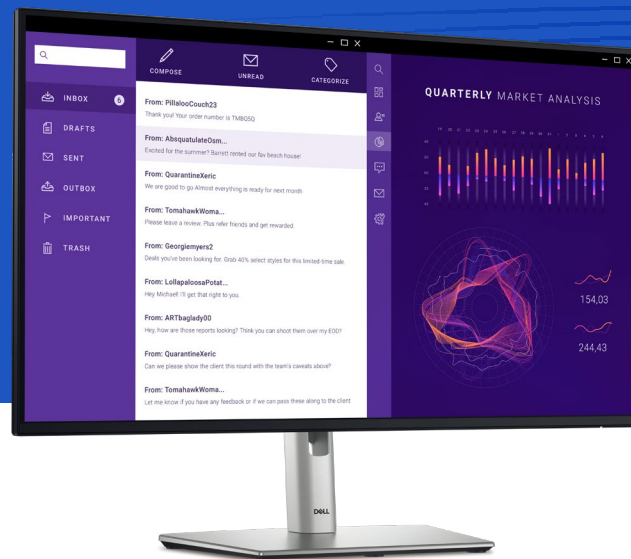 COMPOSE
UNREAD
CATEGORIZE
INBOX 6
DRAFTS
SENT
OUTBOX
IMPORTANT
TRASH
From: PillalooCouch23
Thank you! Your order number is TMBQ5Q
From: AbsquatulateOsm...
Excited for the summer? Barrett rented our fav beach house!
From: QuarantineXeric
We are good to go Almost everything is ready for next month
From: TomahawkWoma...
Please leave a review. Plus refer friends and get rewarded.
From: Georgiemyers2
Deals you've been looking for. Grab 40% select styles for this limited-time sale.
From: LollapaloosaPotat...
Hey Michael! I'll get that right to you.
From: ARTbaglady00
Hey, how are those reports looking? Think you can shoot them over my EOD?
From: QuarantineXeric
Can we please show the client this round with the team's caveats above?
From: TomahawkWoma...
Let me know if you have any feedback or if we can pass these along to the client
QUARTERLY MARKET ANALYSIS
154,03
244,43
DELL